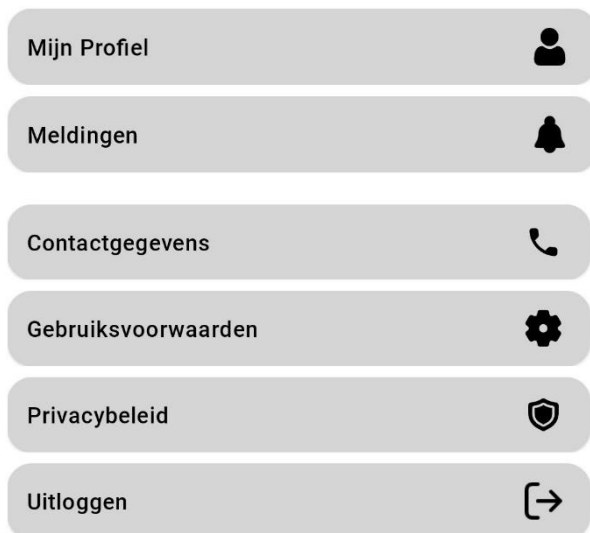 Mijn Profiel
Meldingen
Contactgegevens
Gebruiksvoorwaarden
Privacybeleid
Uitloggen